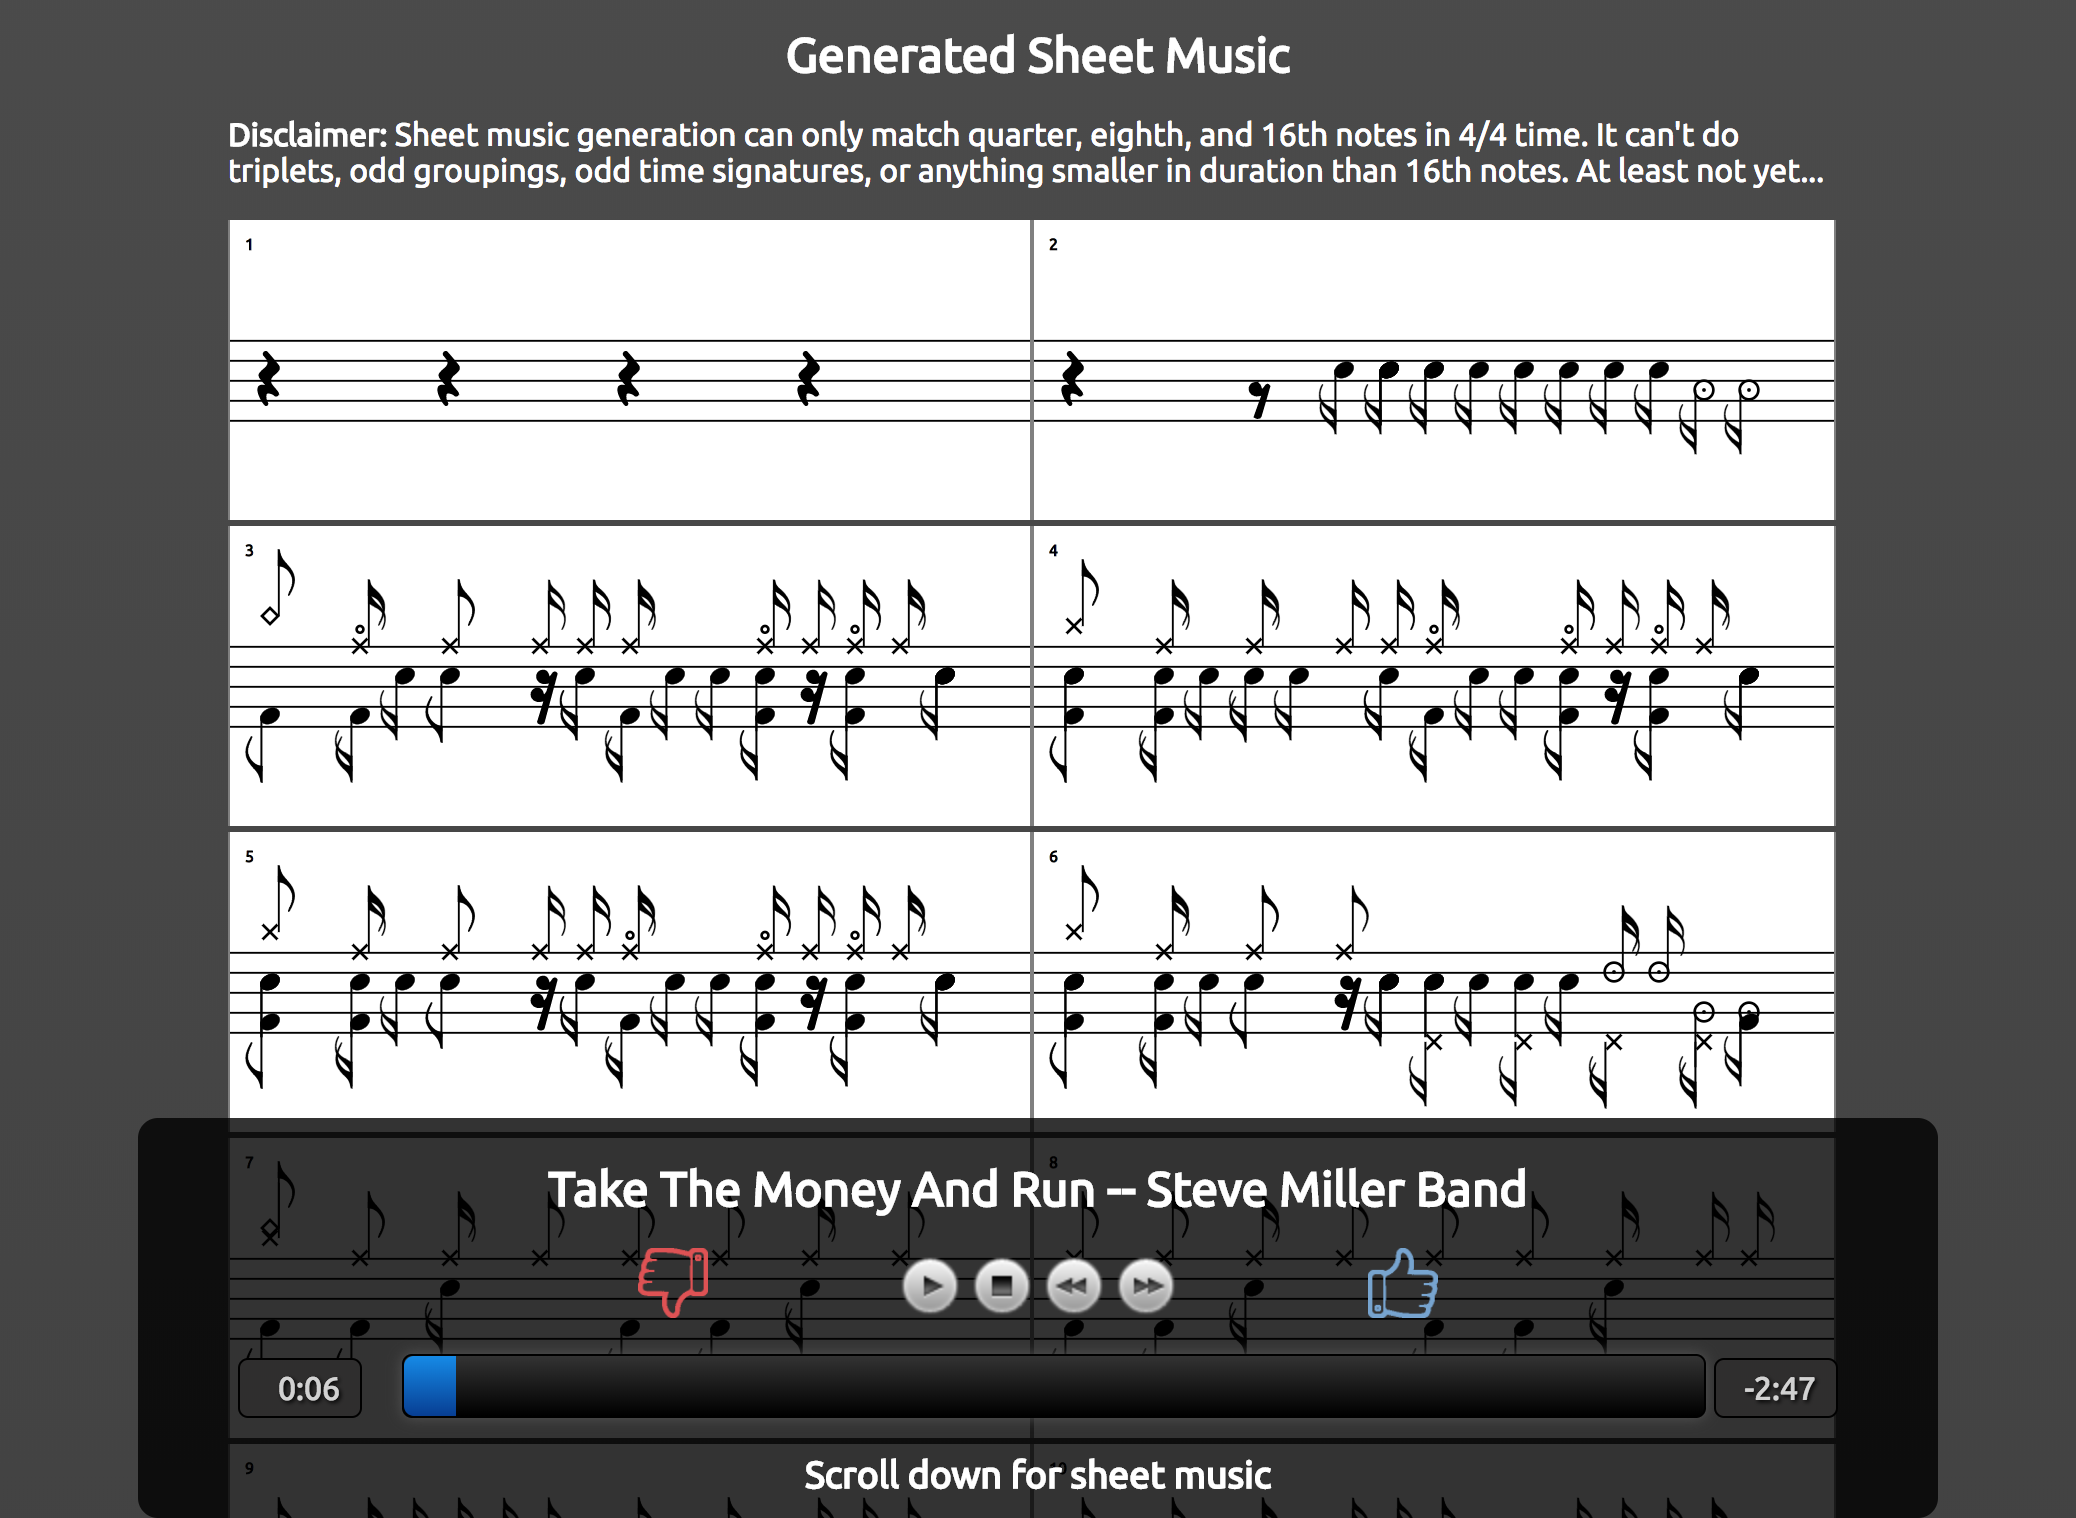 Generated Sheet Music
Disclaimer: Sheet music generation can only match quarter, eighth, and 16th notes in 4/4 time. It can't do
triplets, odd groupings, odd time signatures, or anything smaller in duration than 16th notes. At least not yet...
1
2
3
4
5
6
7
8
Take The Money And Run -- Steve Miller Band
0:06
-2:47
9
10
Scroll down for sheet music